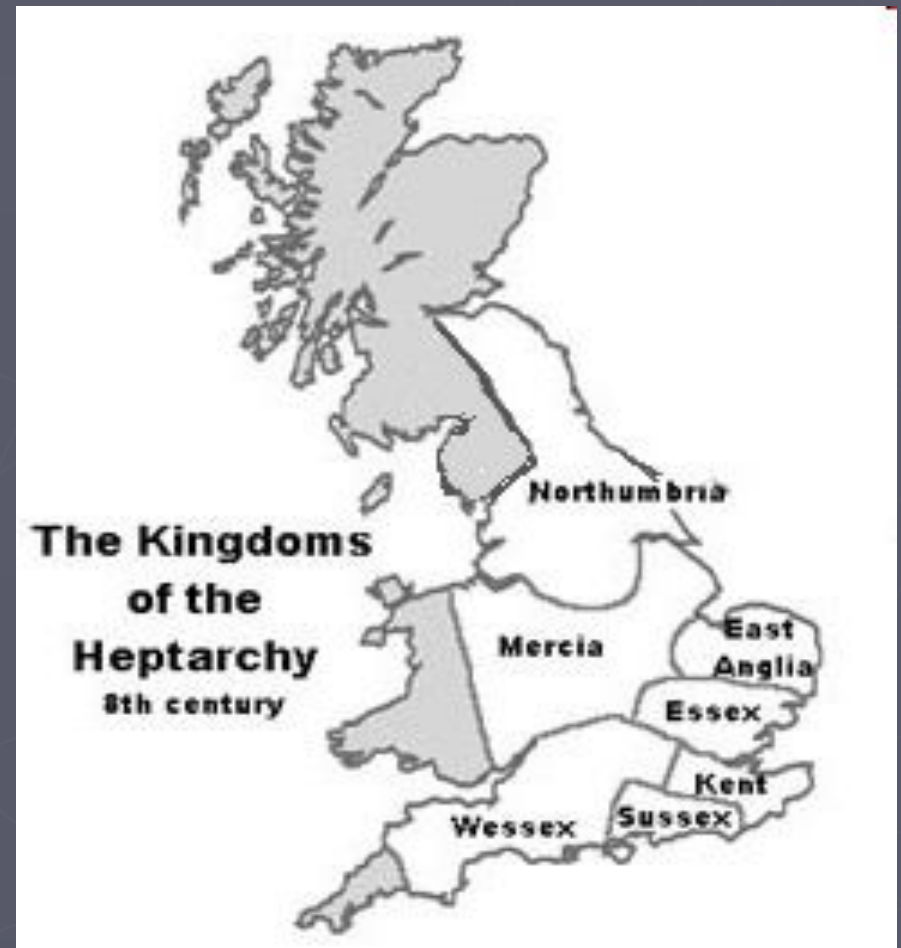 Northumbria
The Kingdoms
of the
Heptarchy
8th century
Mercia
East
Anglia
Essex
Kent
Sussex
Wessex